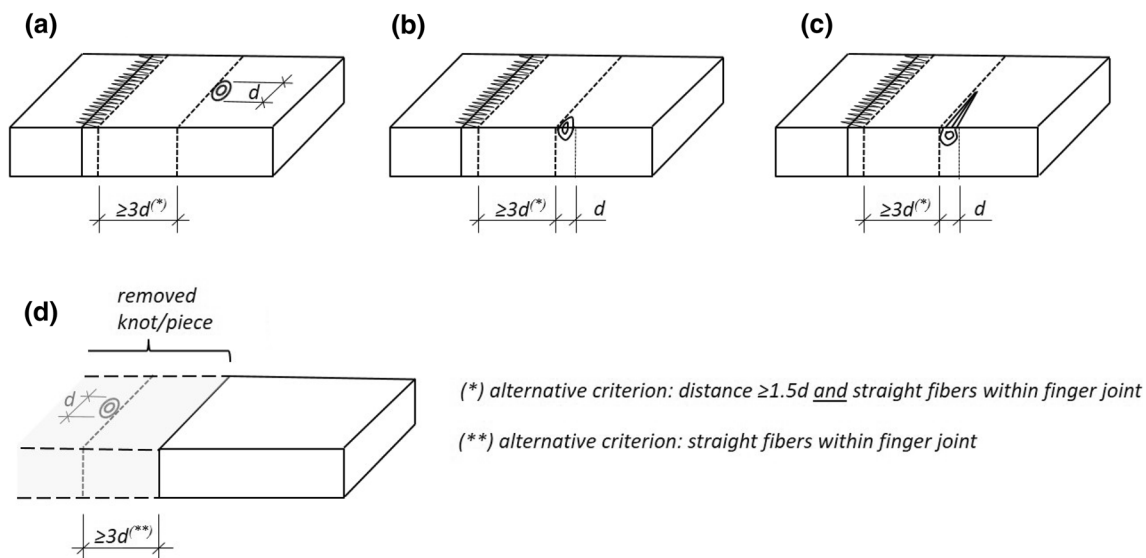 (a)
d
≥3d(*)
(b)
≥3d(*)
d
(c)
≥3d(*)
d
(d)
removed
knot/piece
d
≥3d(**)
(*) alternative criterion: distance ≥1.5d and straight fibers within finger joint
(**) alternative criterion: straight fibers within finger joint